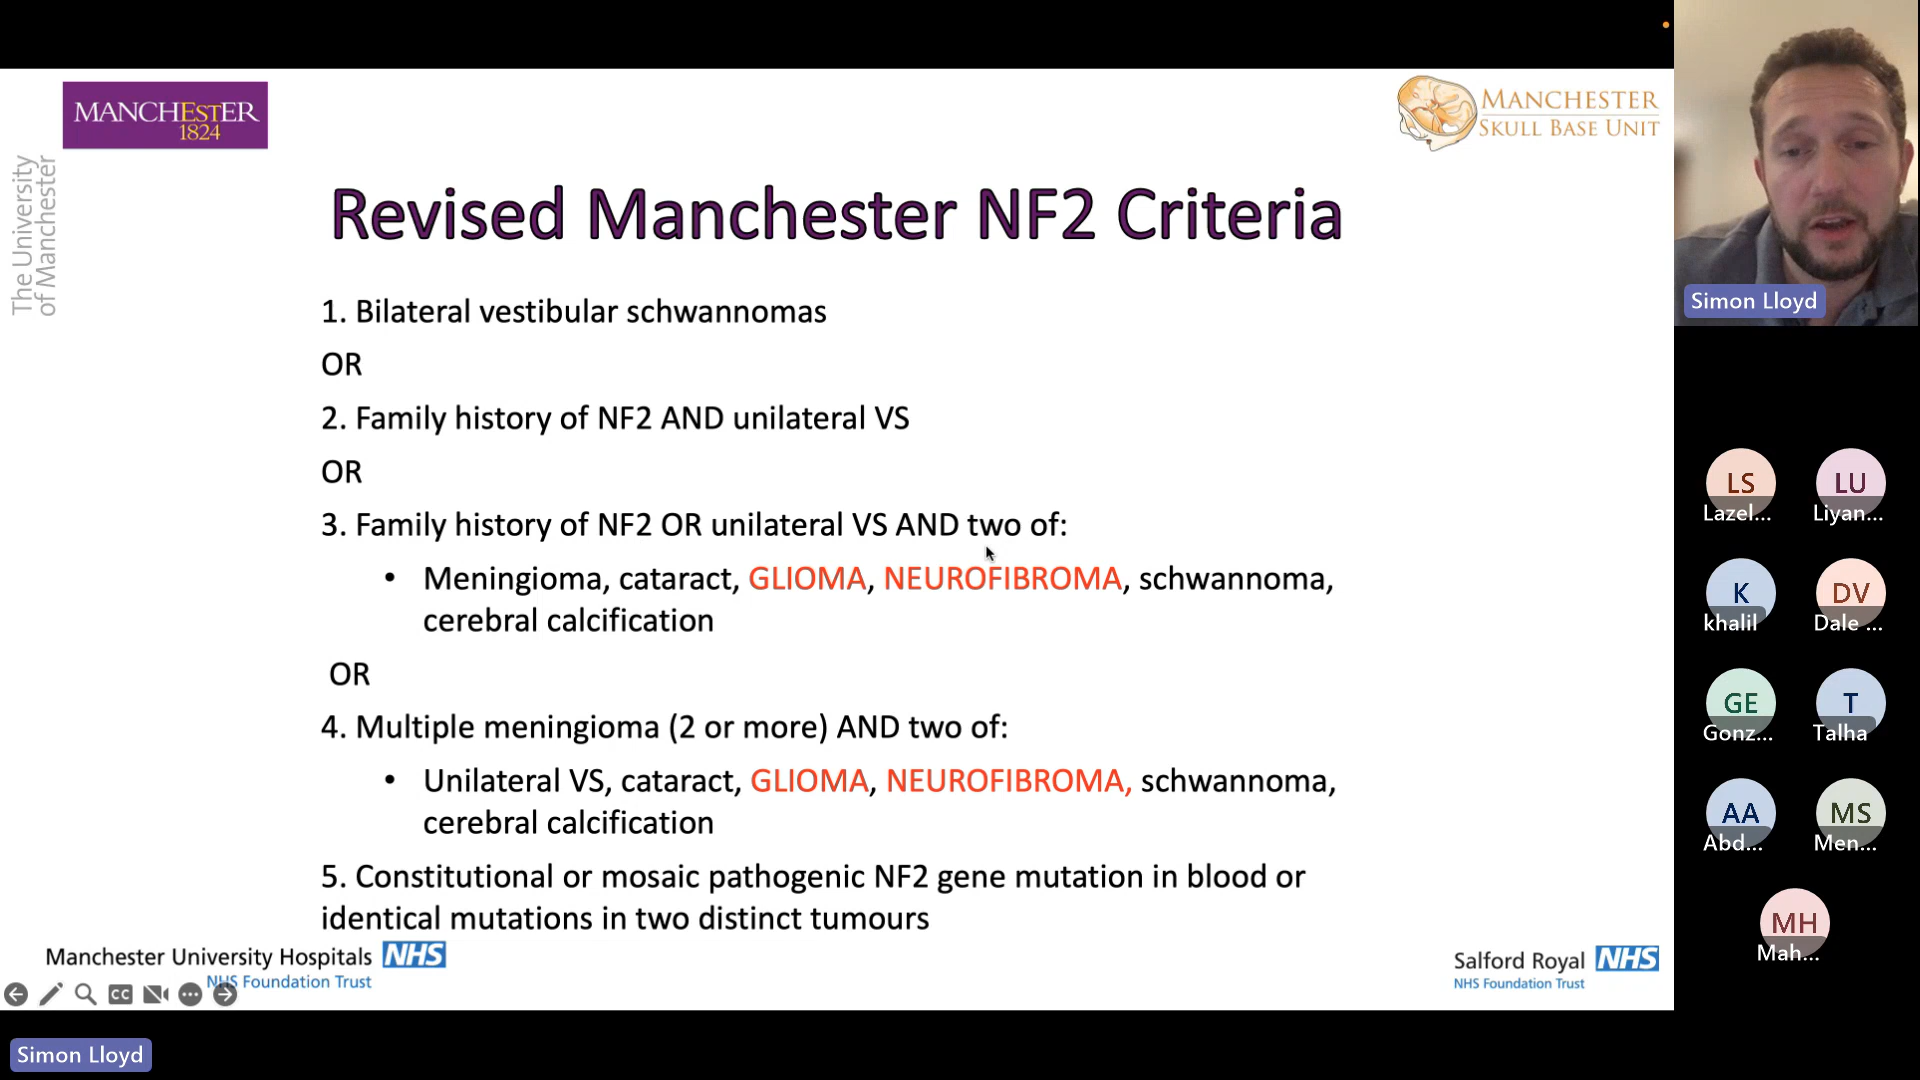 MANCHESTER
1824
The University
of Manchester
MANCHESTER
SKULL BASE UNIT
Revised Manchester NF2 Criteria
1. Bilateral vestibular schwannomas
OR
2. Family history of NF2 AND unilateral VS
OR
3. Family history of NF2 OR unilateral VS AND two of:
• Meningioma, cataract, GLIOMA, NEUROFIBROMA, schwannoma,
cerebral calcification
OR
4. Multiple meningioma (2 or more) AND two of:
• Unilateral VS, cataract, GLIOMA, NEUROFIBROMA, schwannoma,
cerebral calcification
5. Constitutional or mosaic pathogenic NF2 gene mutation in blood or
identical mutations in two distinct tumours
Manchester University Hospitals NHS
NHS Foundation Trust
Salford Royal NHS
NHS Foundation Trust
CC
Simon Lloyd
Simon Lloyd
LS
Lazel...
LU
Liyan...
K
khalil
DV
Dale ...
GE
Gonz...
T
Talha
AA
Abd...
MS
Men...
MH
Mah...